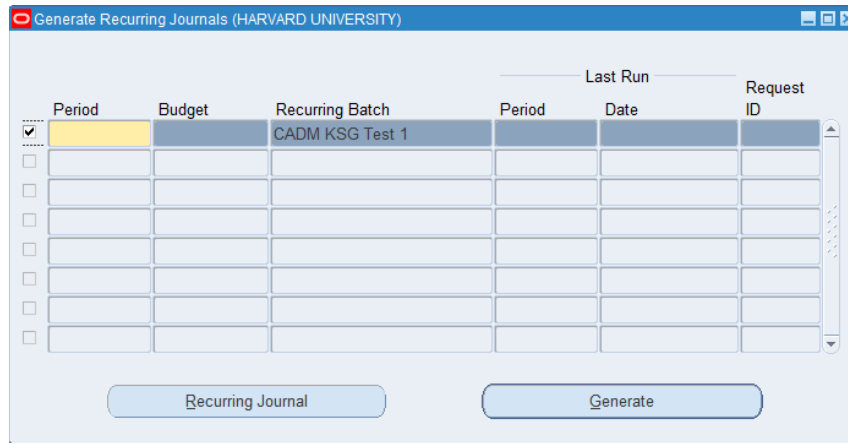 Generate Recurring Journals (HARVARD UNIVERSITY)
Last Run
Request
Period Budget Recurring Batch Period Date ID
CADM KSG Test 1
Recurring Journal Generate